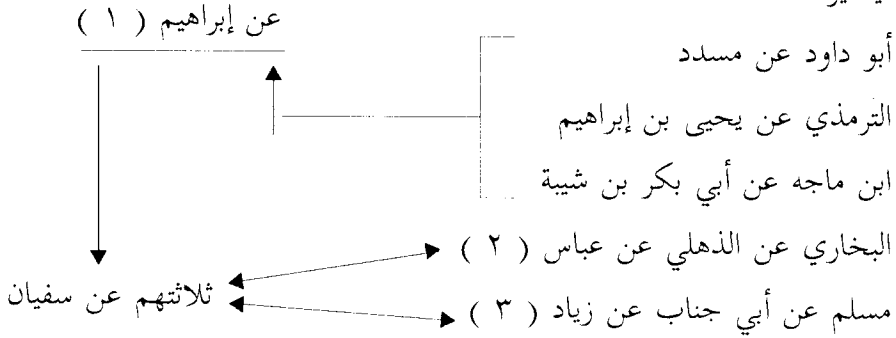 عن إبراهيم ( ١ )
أبو داود عن مسدد
الترمذي عن يحيى بن إبراهيم
ابن ماجه عن أبي بكر بن شيبة
البخاري عن الذهلي عن عباس ( ٢ )
مسلم عن أبي جناب عن زياد ( ٣ )
ثلاثتهم عن سفيان